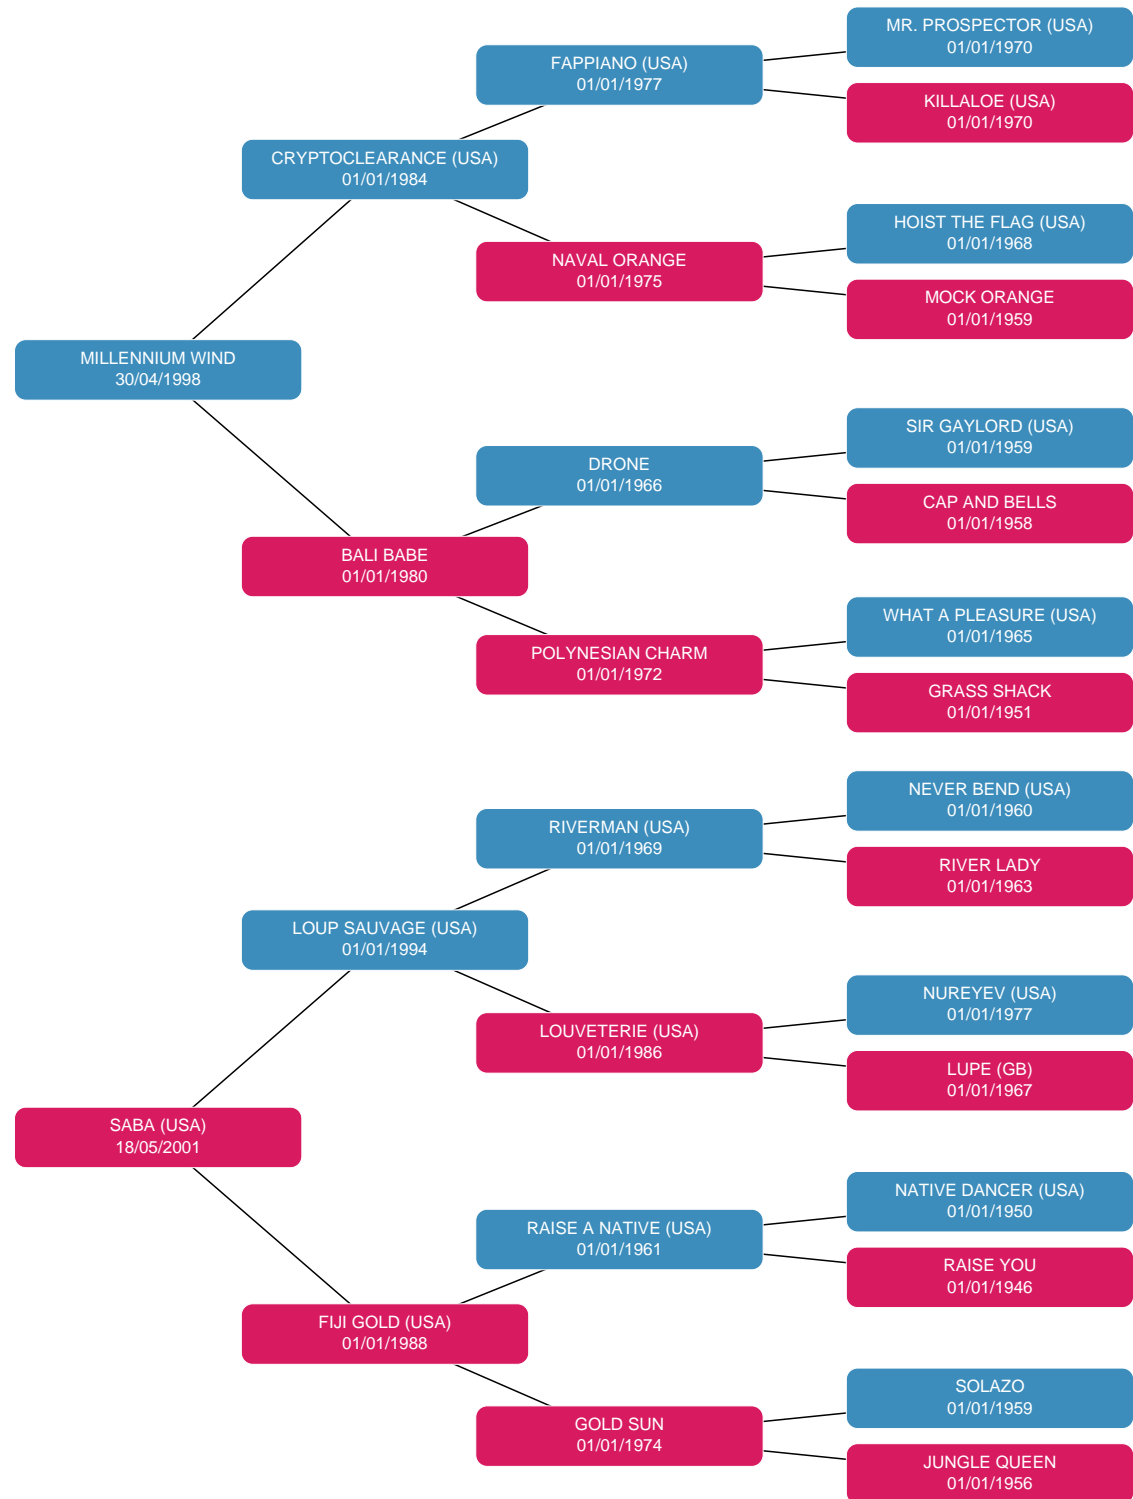 MR. PROSPECTOR (USA)
01/01/1970
FAPPIANO (USA)
01/01/1977
KILLALOE (USA)
01/01/1970
CRYPTOCLEARANCE (USA)
01/01/1984
HOIST THE FLAG (USA)
01/01/1968
NAVAL ORANGE
01/01/1975
MOCK ORANGE
01/01/1959
MILLENNIUM WIND
30/04/1998
SIR GAYLORD (USA)
01/01/1959
DRONE
01/01/1966
CAP AND BELLS
01/01/1958
BALI BABE
01/01/1980
WHAT A PLEASURE (USA)
01/01/1965
POLYNESIAN CHARM
01/01/1972
GRASS SHACK
01/01/1951
NEVER BEND (USA)
01/01/1960
RIVERMAN (USA)
01/01/1969
RIVER LADY
01/01/1963
LOUP SAUVAGE (USA)
01/01/1994
NUREYEV (USA)
01/01/1977
LOUVETERIE (USA)
01/01/1986
LUPE (GB)
01/01/1967
SABA (USA)
18/05/2001
NATIVE DANCER (USA)
01/01/1950
RAISE A NATIVE (USA)
01/01/1961
RAISE YOU
01/01/1946
FIJI GOLD (USA)
01/01/1988
SOLAZO
01/01/1959
GOLD SUN
01/01/1974
JUNGLE QUEEN
01/01/1956